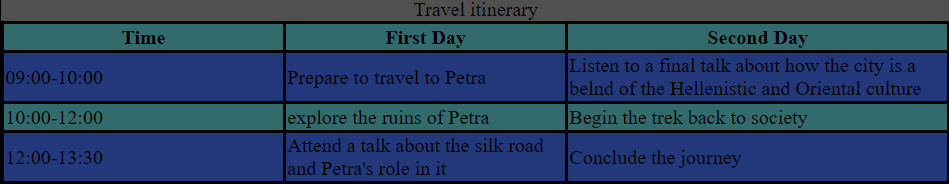 Travel itinerary
Time First Day Second Day
09:00-10:00 Prepare to travel to Petra Listen to a final talk about how the city is a
belnd of the Hellenistic and Oriental culture
10:00-12:00 explore the ruins of Petra Begin the trek back to society
12:00-13:30 Attend a talk about the silk road
and Petra's role in it Conclude the journey